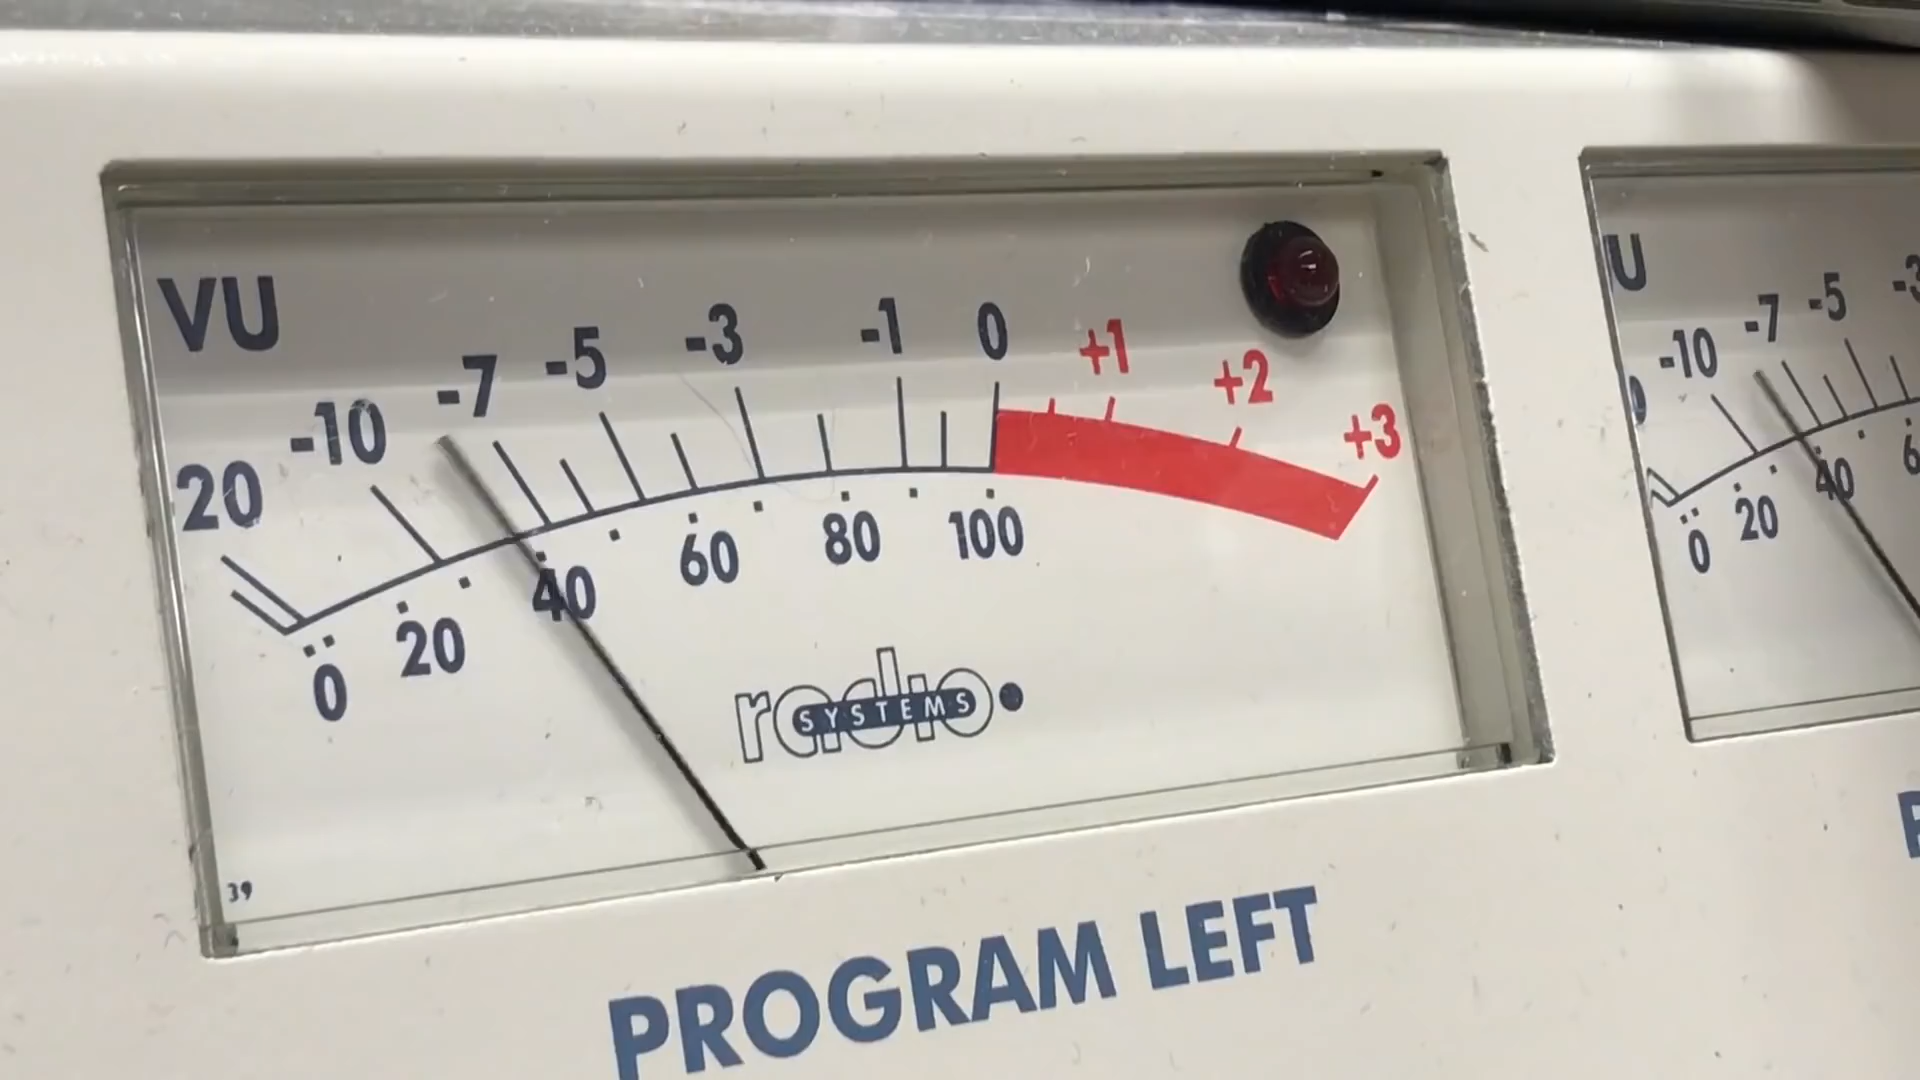 VU
20 -10 -7 -5 -3 -1 0 +1 +2 +3
0 20 40 60 80 100
radio
SYSTEMS
39
PROGRAM LEFT
U
-10 -7 -5 -3
0 20 40